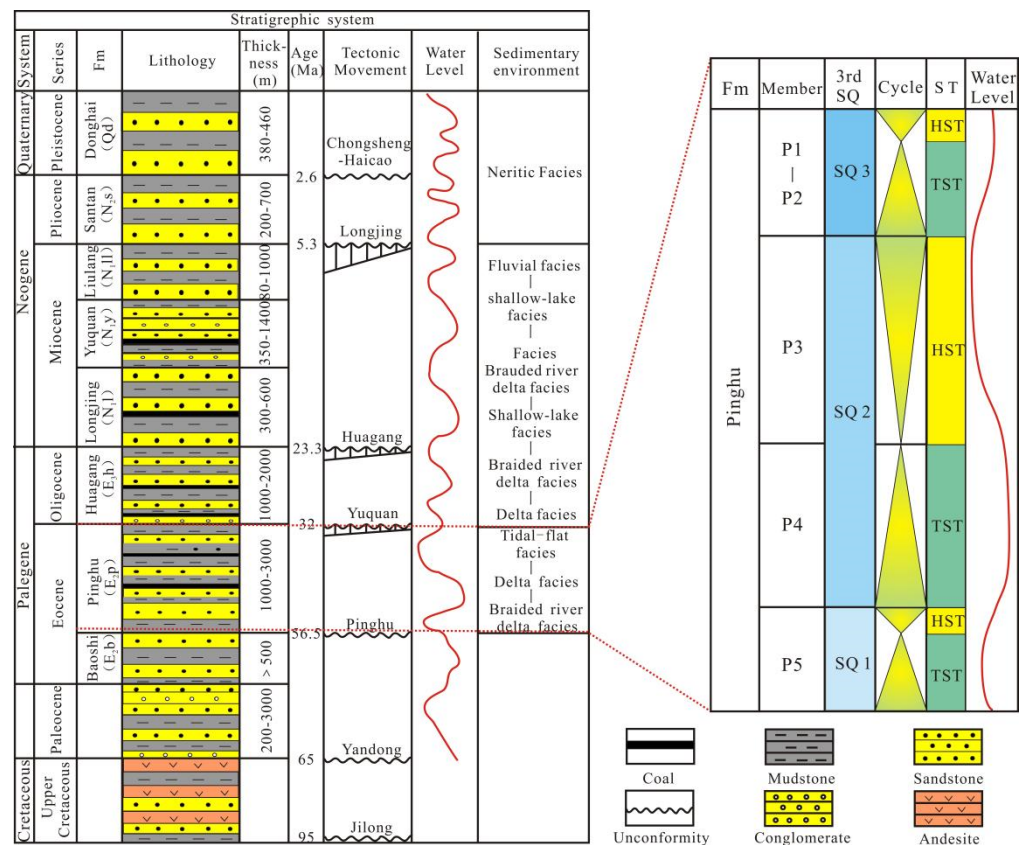 Stratigrephic system
System
Series
Fm
Lithology
Thick-
ness
(m)
Age
(Ma)
Tectonic
Movement
Water
Level
Sedimentary
environment
Quaternary
Pleistocene
Donghai
(Qd)
380-460
Chongsheng
-Haicao
2.6
Neritic Facies
Neogene
Pliocene
Santan
(N₂s)
200-700
Longjing
5.3
Miocene
Liulang
(N₁ll)
80-1000
Fluvial facies
shallow-lake
facies
Yuquan
(N₁y)
350-1400
Facies
Brauded river
delta facies
Longjing
(N₁l)
300-600
Shallow-lake
facies
Huagang
23.3
Palegene
Oligocene
Huagang
(E₃h)
1000-2000
Braided river
delta facies
Delta facies
Yuquan
32
Eocene
Pinghu
(E₂p)
1000-3000
Tidal-flat
facies
Delta facies
Braided river
delta facies
Pinghu
56.5
Baoshi
(E₂b)
>500
Paleocene
200-3000
Yandong
65
Cretaceous
Upper
Cretaceous
Jilong
95
Fm
Member
3rd
SQ
Cycle
ST
Water
Level
Pinghu
P1
P2
SQ 3
HST
TST
P3
SQ 2
HST
P4
TST
P5
SQ 1
HST
TST
Coal
Mudstone
Sandstone
Unconformity
Conglomerate
Andesite